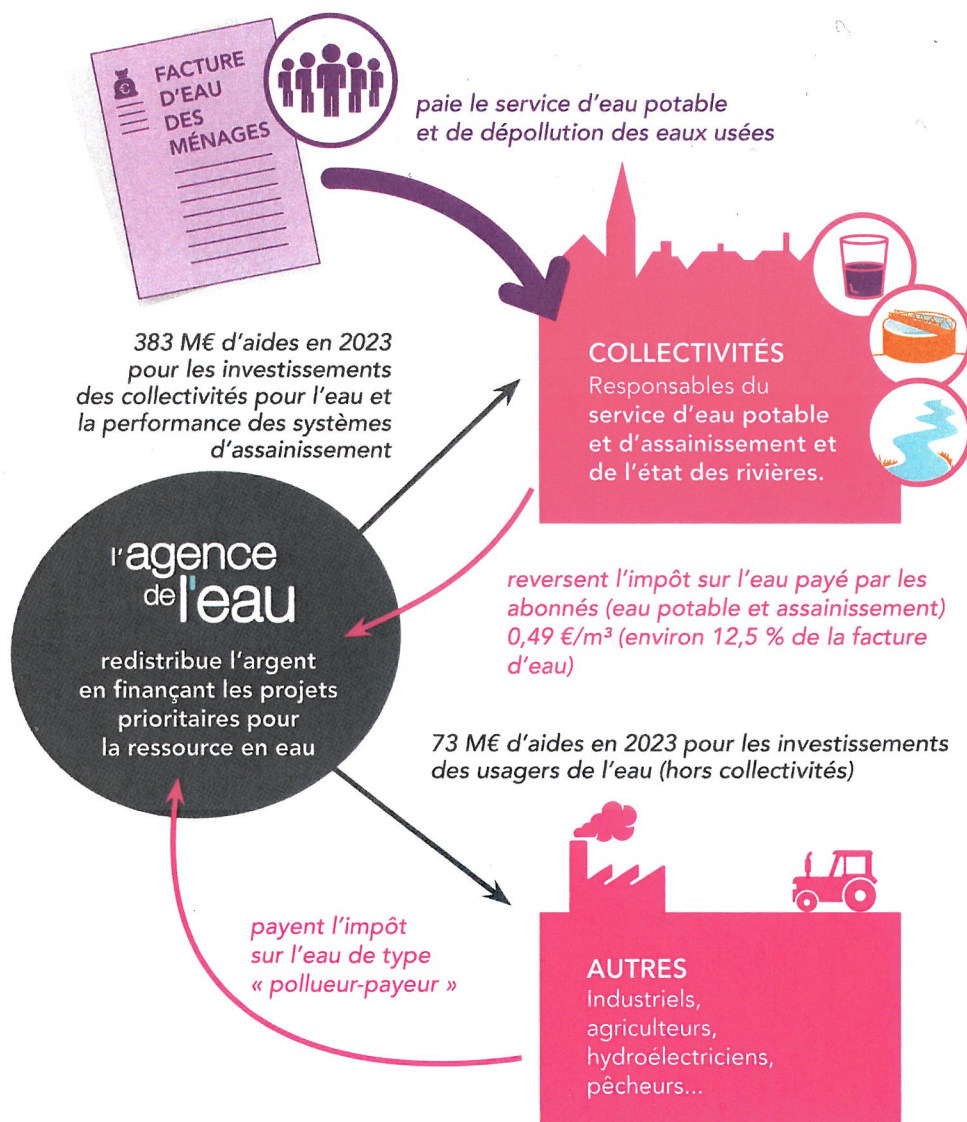 FACTURE
D'EAU
DES
MÉNAGES
paie le service d'eau potable
et de dépollution des eaux usées
383 M€ d'aides en 2023
pour les investissements
des collectivités pour l'eau et
la performance des systèmes
d'assainissement
COLLECTIVITÉS
Responsables du
service d'eau potable
et d'assainissement et
de l'état des rivières.
l'agence
de l'eau
redistribue l'argent
en finançant les projets
prioritaires pour
la ressource en eau
reversent l'impôt sur l'eau payé par les
abonnés (eau potable et assainissement)
0,49 €/m³ (environ 12,5 % de la facture
d'eau)
73 M€ d'aides en 2023 pour les investissements
des usagers de l'eau (hors collectivités)
payent l'impôt
sur l'eau de type
« pollueur-payeur »
AUTRES
Industriels,
agriculteurs,
hydroélectriciens,
pêcheurs...